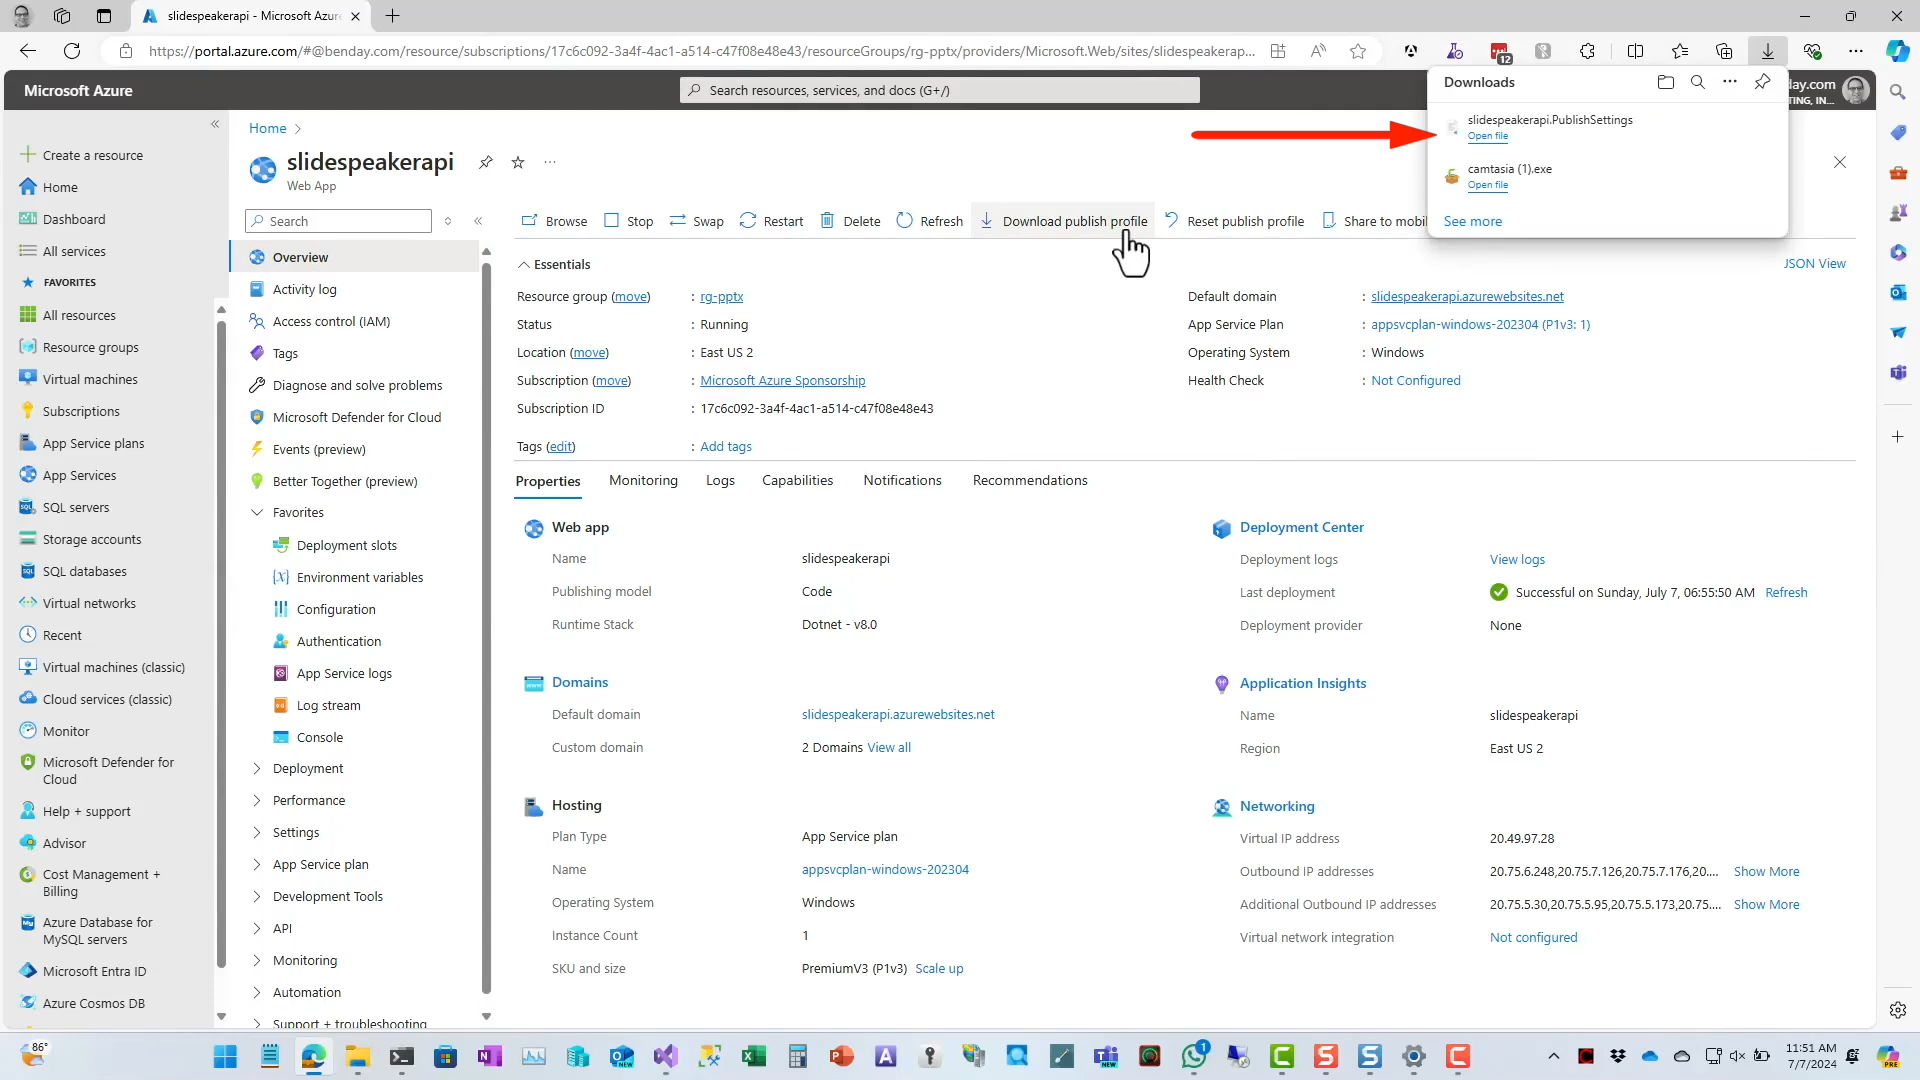 slidespeakerapi - Microsoft Azur
https://portal.azure.com/#@benday.com/resource/subscriptions/17c6c092-3a4f-4ac1-a514-c47f08e48e43/resourceGroups/rg-pptx/providers/Microsoft.Web/sites/slidespeakerap...
12
Microsoft Azure
Search resources, services, and docs (G+/)
day.com
TING, IN...
Downloads
slidespeakerapi.PublishSettings
Open file
camtasia (1).exe
Open file
See more
Create a resource
Home
Dashboard
All services
FAVORITES
All resources
Resource groups
Virtual machines
Subscriptions
App Service plans
App Services
SQL servers
Storage accounts
SQL databases
Virtual networks
Recent
Virtual machines (classic)
Cloud services (classic)
Monitor
Microsoft Defender for
Cloud
Help + support
Advisor
Cost Management +
Billing
Azure Database for
MySQL servers
Microsoft Entra ID
Azure Cosmos DB
Home
slidespeakerapi
Web App
Search
Overview
Activity log
Access control (IAM)
Tags
Diagnose and solve problems
Microsoft Defender for Cloud
Events (preview)
Better Together (preview)
Favorites
Deployment slots
Environment variables
Configuration
Authentication
App Service logs
Log stream
Console
Deployment
Performance
Settings
App Service plan
Development Tools
API
Monitoring
Automation
Support + troubleshooting
Browse Stop Swap Restart Delete Refresh Download publish profile Reset publish profile Share to mobil
Essentials
JSON View
Resource group (move) : rg-pptx
Status : Running
Location (move) : East US 2
Subscription (move) : Microsoft Azure Sponsorship
Subscription ID : 17c6c092-3a4f-4ac1-a514-c47f08e48e43
Tags (edit) : Add tags
Default domain : slidespeakerapi.azurewebsites.net
App Service Plan : appsvcplan-windows-202304 (P1v3: 1)
Operating System : Windows
Health Check : Not Configured
Properties Monitoring Logs Capabilities Notifications Recommendations
Web app
Name slidespeakerapi
Publishing model Code
Runtime Stack Dotnet - v8.0
Domains
Default domain slidespeakerapi.azurewebsites.net
Custom domain 2 Domains View all
Hosting
Plan Type App Service plan
Name appsvcplan-windows-202304
Operating System Windows
Instance Count 1
SKU and size PremiumV3 (P1v3) Scale up
Deployment Center
Deployment logs View logs
Last deployment Successful on Sunday, July 7, 06:55:50 AM Refresh
Deployment provider None
Application Insights
Name slidespeakerapi
Region East US 2
Networking
Virtual IP address 20.49.97.28
Outbound IP addresses 20.75.6.248,20.75.7.126,20.75.7.176,20.... Show More
Additional Outbound IP addresses 20.75.5.30,20.75.5.95,20.75.5.173,20.75.... Show More
Virtual network integration Not configured
86°
1
11:51 AM
7/7/2024